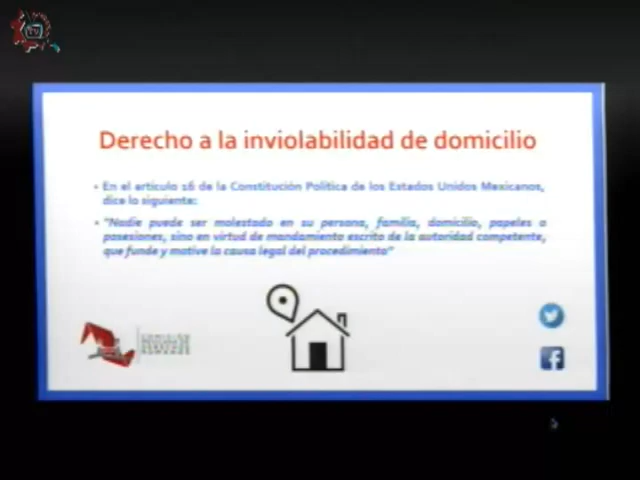 TV
Derecho a la inviolabilidad de domicilio
• En el artículo 16 de la Constitución Política de los Estados Unidos Mexicanos,
dice lo siguiente:
• "Nadie puede ser molestado en su persona, familia, domicilio, papeles o
posesiones, sino en virtud de mandamiento escrito de la autoridad competente,
que funde y motive la causa legal del procedimiento"